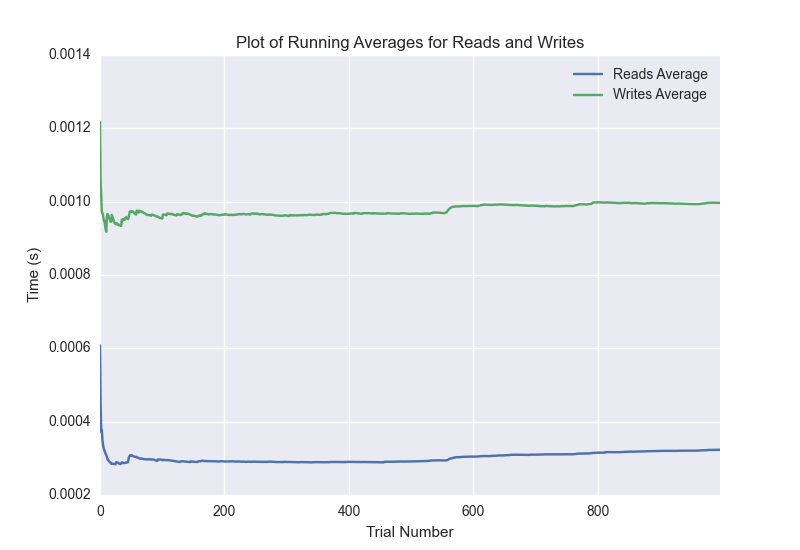 Plot of Running Averages for Reads and Writes
0.0014
Reads Average
Writes Average
0.0012
0.0010
0.0008
Time (s)
0.0006
0.0004
0.0002
0
200
400
600
800
Trial Number